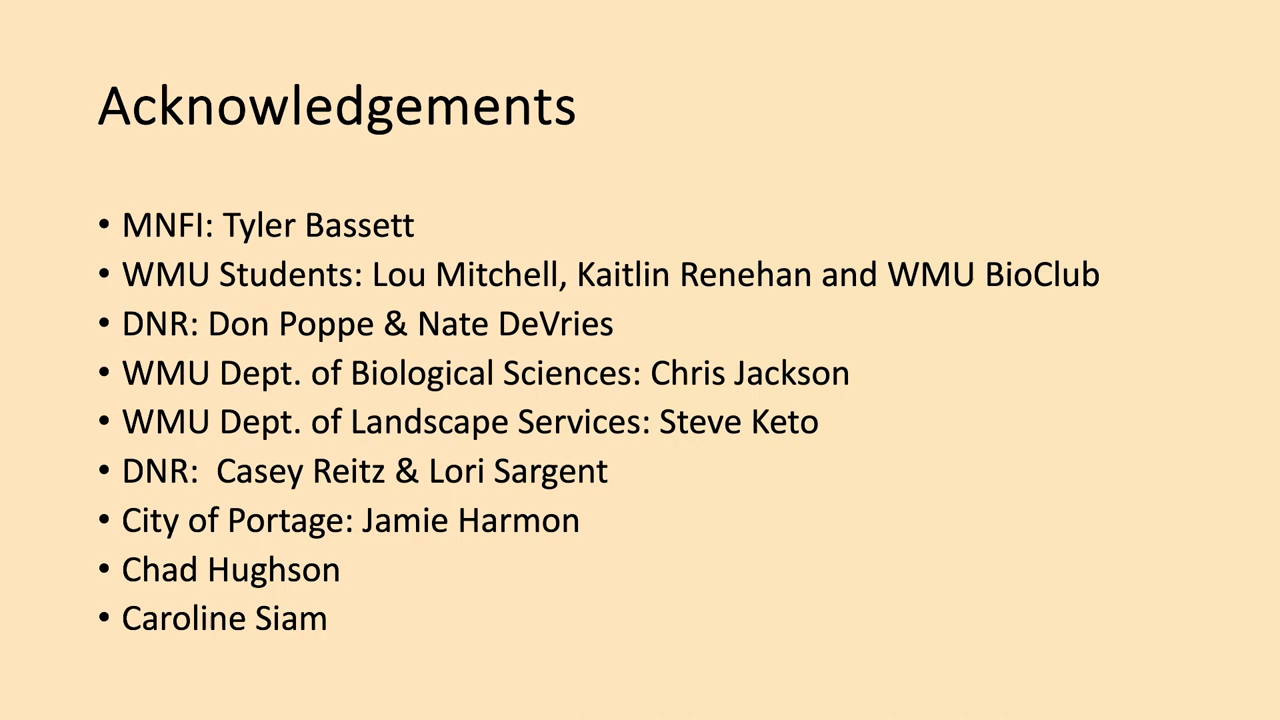 Acknowledgements
• MNFI: Tyler Bassett
• WMU Students: Lou Mitchell, Kaitlin Renehan and WMU BioClub
• DNR: Don Poppe & Nate DeVries
• WMU Dept. of Biological Sciences: Chris Jackson
• WMU Dept. of Landscape Services: Steve Keto
• DNR:  Casey Reitz & Lori Sargent
• City of Portage: Jamie Harmon
• Chad Hughson
• Caroline Siam